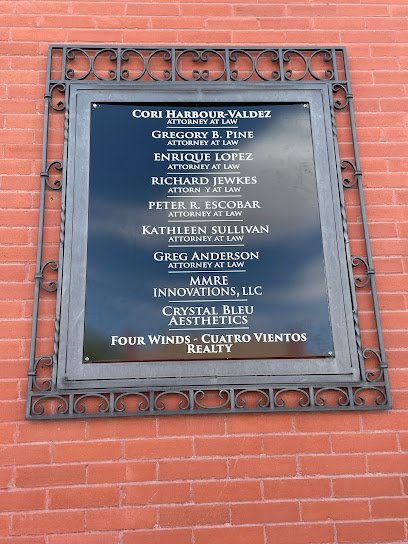 CORI HARBOUR-VALDEZ
ATTORNEY AT LAW
GREGORY B. PINE
ATTORNEY AT LAW
ENRIQUE LOPEZ
ATTORNEY AT LAW
RICHARD JEWKES
ATTORN Y AT LAW
PETER R. ESCOBAR
ATTORNEY AT LAW
KATHLEEN SULLIVAN
ATTORNEY AT LAW
GREG ANDERSON
ATTORNEY AT LAW
MMRE
INNOVATIONS, LLC
CRYSTAL BLEU
AESTHETICS
FOUR WINDS - CUATRO VIENTOS
REALTY